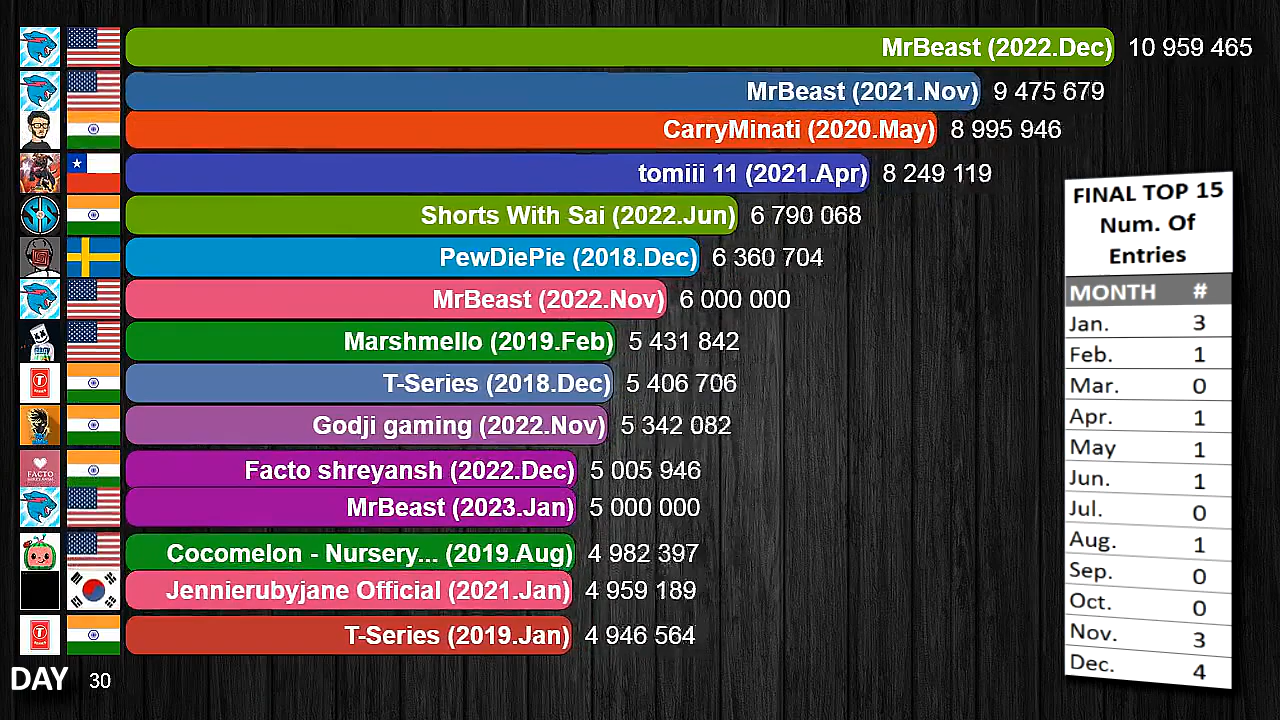 MrBeast (2022.Dec) 10 959 465
MrBeast (2021.Nov) 9 475 679
CarryMinati (2020.May) 8 995 946
tomiii 11 (2021.Apr) 8 249 119
Shorts With Sai (2022.Jun) 6 790 068
PewDiePie (2018.Dec) 6 360 704
MrBeast (2022.Nov) 6 000 000
Marshmello (2019.Feb) 5 431 842
T-Series (2018.Dec) 5 406 706
Godji gaming (2022.Nov) 5 342 082
FACTO
Facto shreyansh (2022.Dec) 5 005 946
MrBeast (2023.Jan) 5 000 000
Cocomelon - Nursery... (2019.Aug) 4 982 397
Jennierubyjane Official (2021.Jan) 4 959 189
T-Series (2019.Jan) 4 946 564
DAY 30
FINAL TOP 15
Num. Of
Entries
MONTH #
Jan. 3
Feb. 1
Mar. 0
Apr. 1
May 1
Jun. 1
Jul. 0
Aug. 1
Sep. 0
Oct. 0
Nov. 3
Dec. 4